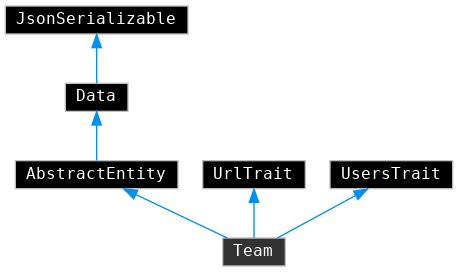 JsonSerializable
Data
AbstractEntity
UrlTrait
UsersTrait
Team